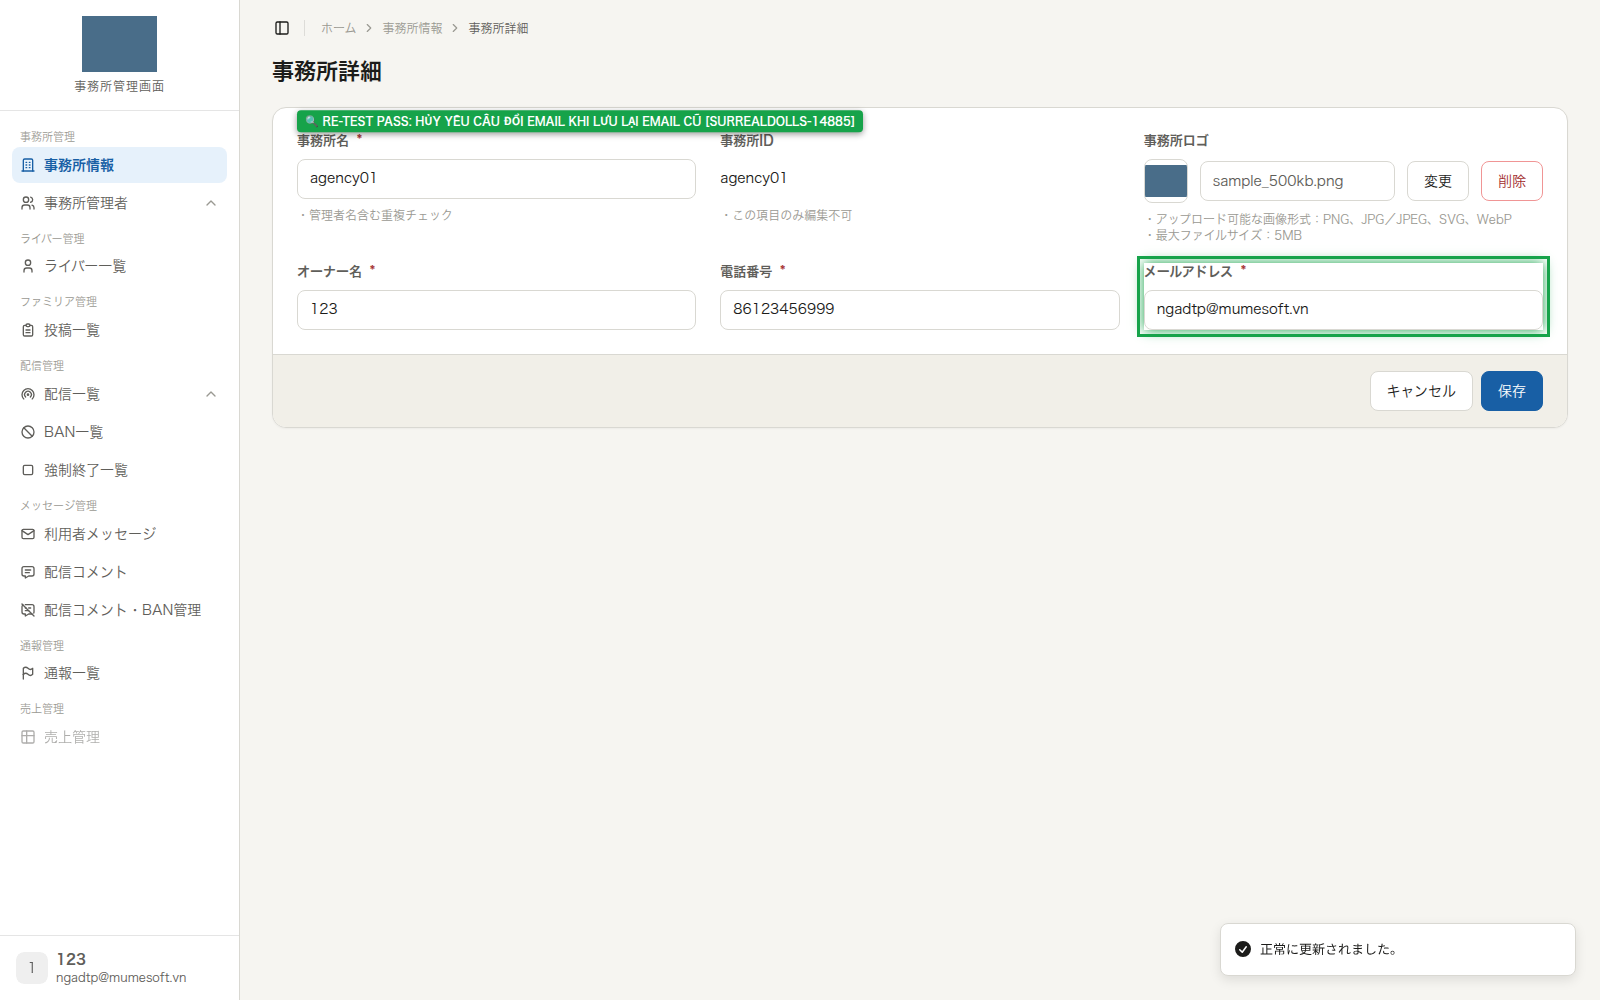 事務所管理画面
事務所管理
事務所情報
事務所管理者
ライバー管理
ライバー一覧
ファミリア管理
投稿一覧
配信管理
配信一覧
BAN一覧
強制終了一覧
メッセージ管理
利用者メッセージ
配信コメント
配信コメント・BAN管理
通報管理
通報一覧
売上管理
売上管理
1
123
ngadtp@mumesoft.vn
ホーム
事務所情報
事務所詳細
事務所詳細
RE-TEST PASS: HỦY YÊU CẦU ĐỔI EMAIL KHI LƯU LẠI EMAIL CŨ [SURREALDOLLS-14885]
事務所名 *
agency01
・管理者名含む重複チェック
事務所ID
agency01
・この項目のみ編集不可
事務所ロゴ
sample_500kb.png
変更
削除
・アップロード可能な画像形式：PNG、JPG／JPEG、SVG、WebP
・最大ファイルサイズ：5MB
オーナー名 *
123
電話番号 *
86123456999
メールアドレス *
ngadtp@mumesoft.vn
キャンセル
保存
正常に更新されました。